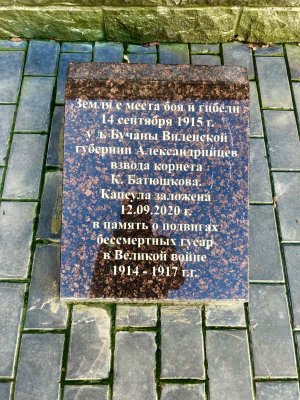 Земля с места боя и гибели
14 сентября 1915 г.
у д. Бучаны Виленской
губернии Александрийцев
взвода корнета
К. Батюшкова.
Капсула заложена
12.09.2020 г.
в память о подвигах
бессмертных гусар
в Великой войне
1914 - 1917 г.г.